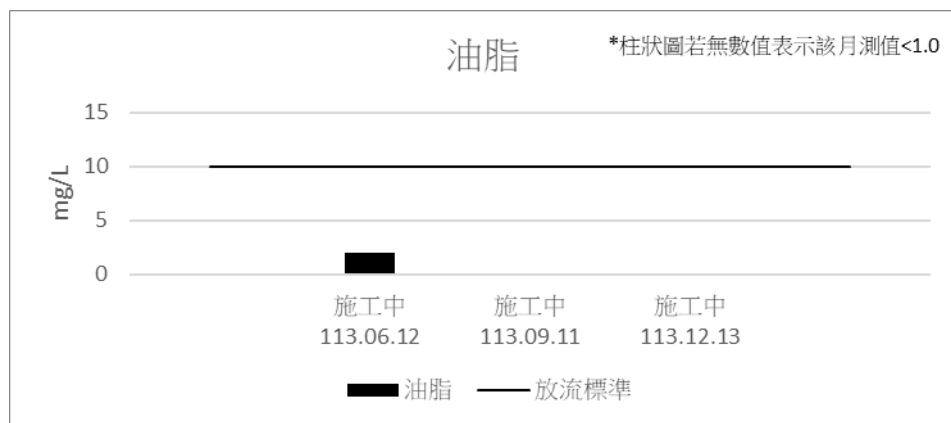 油脂
*柱狀圖若無數值表示該月測值<1.0
15
10
5
0
mg/L
施工中 施工中 施工中
113.06.12 113.09.11 113.12.13
油脂 放流標準